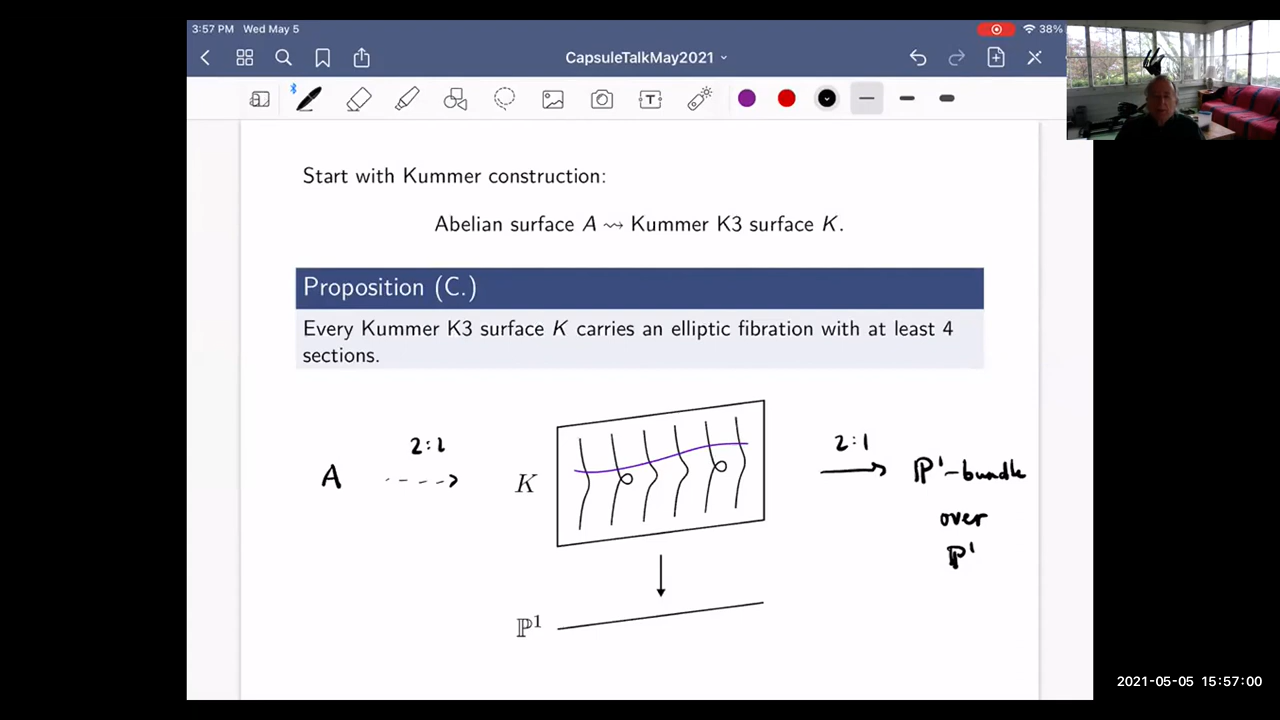 3:57 PM Wed May 5
38%
CapsuleTalkMay2021
T
Start with Kummer construction:
Abelian surface A ⇝ Kummer K3 surface K.
Proposition (C.)
Every Kummer K3 surface K carries an elliptic fibration with at least 4
sections.
2:1
2:1
A
K
ℙ¹-bundle
over
ℙ¹
ℙ¹
2021-05-05 15:57:00